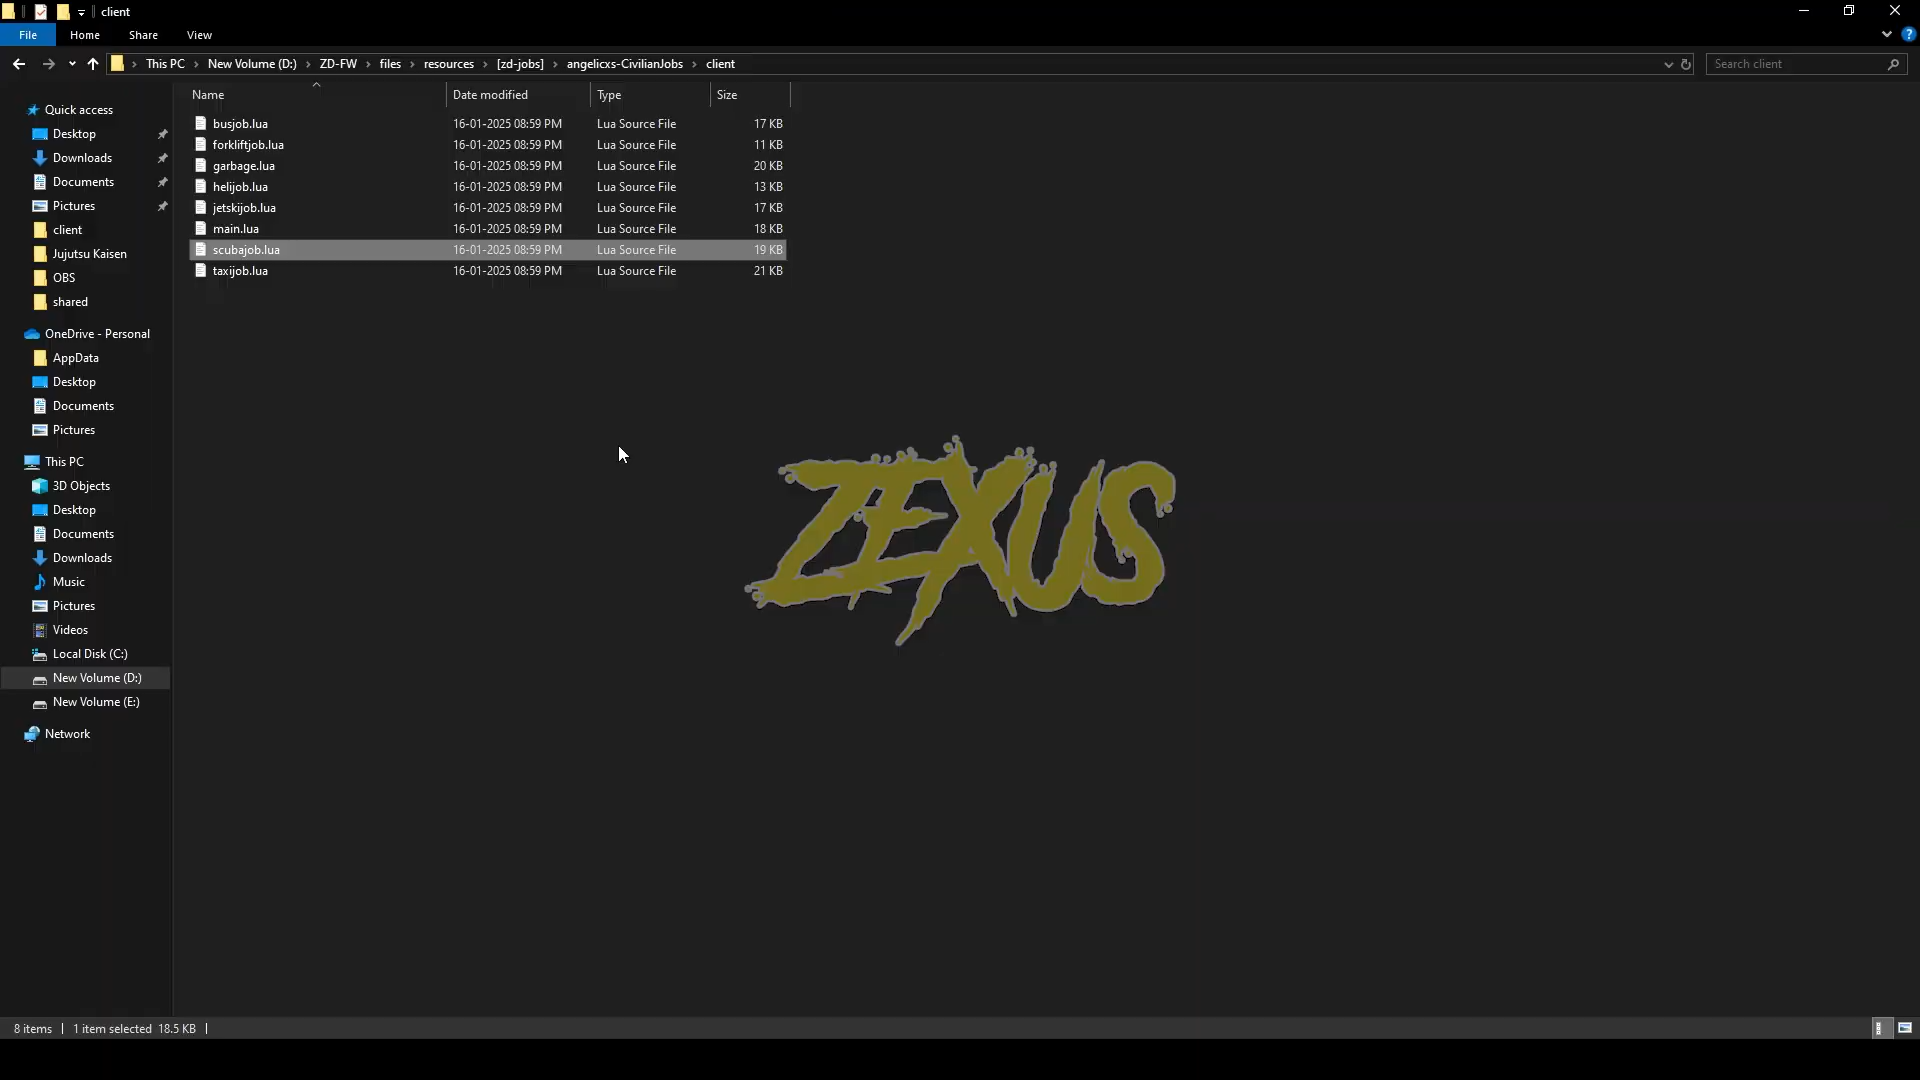 client
File Home Share View
This PC New Volume (D:) ZD-FW files resources [zd-jobs] angelicxs-CivilianJobs client
Search client
Name Date modified Type Size
busjob.lua 16-01-2025 08:59 PM Lua Source File 17 KB
forkliftjob.lua 16-01-2025 08:59 PM Lua Source File 11 KB
garbage.lua 16-01-2025 08:59 PM Lua Source File 20 KB
helijob.lua 16-01-2025 08:59 PM Lua Source File 13 KB
jetskijob.lua 16-01-2025 08:59 PM Lua Source File 17 KB
main.lua 16-01-2025 08:59 PM Lua Source File 18 KB
scubajob.lua 16-01-2025 08:59 PM Lua Source File 19 KB
taxijob.lua 16-01-2025 08:59 PM Lua Source File 21 KB
Quick access
Desktop
Downloads
Documents
Pictures
client
Jujutsu Kaisen
OBS
shared
OneDrive - Personal
AppData
Desktop
Documents
Pictures
This PC
3D Objects
Desktop
Documents
Downloads
Music
Pictures
Videos
Local Disk (C:)
New Volume (D:)
New Volume (E:)
Network
ZEXUS
8 items 1 item selected 18.5 KB